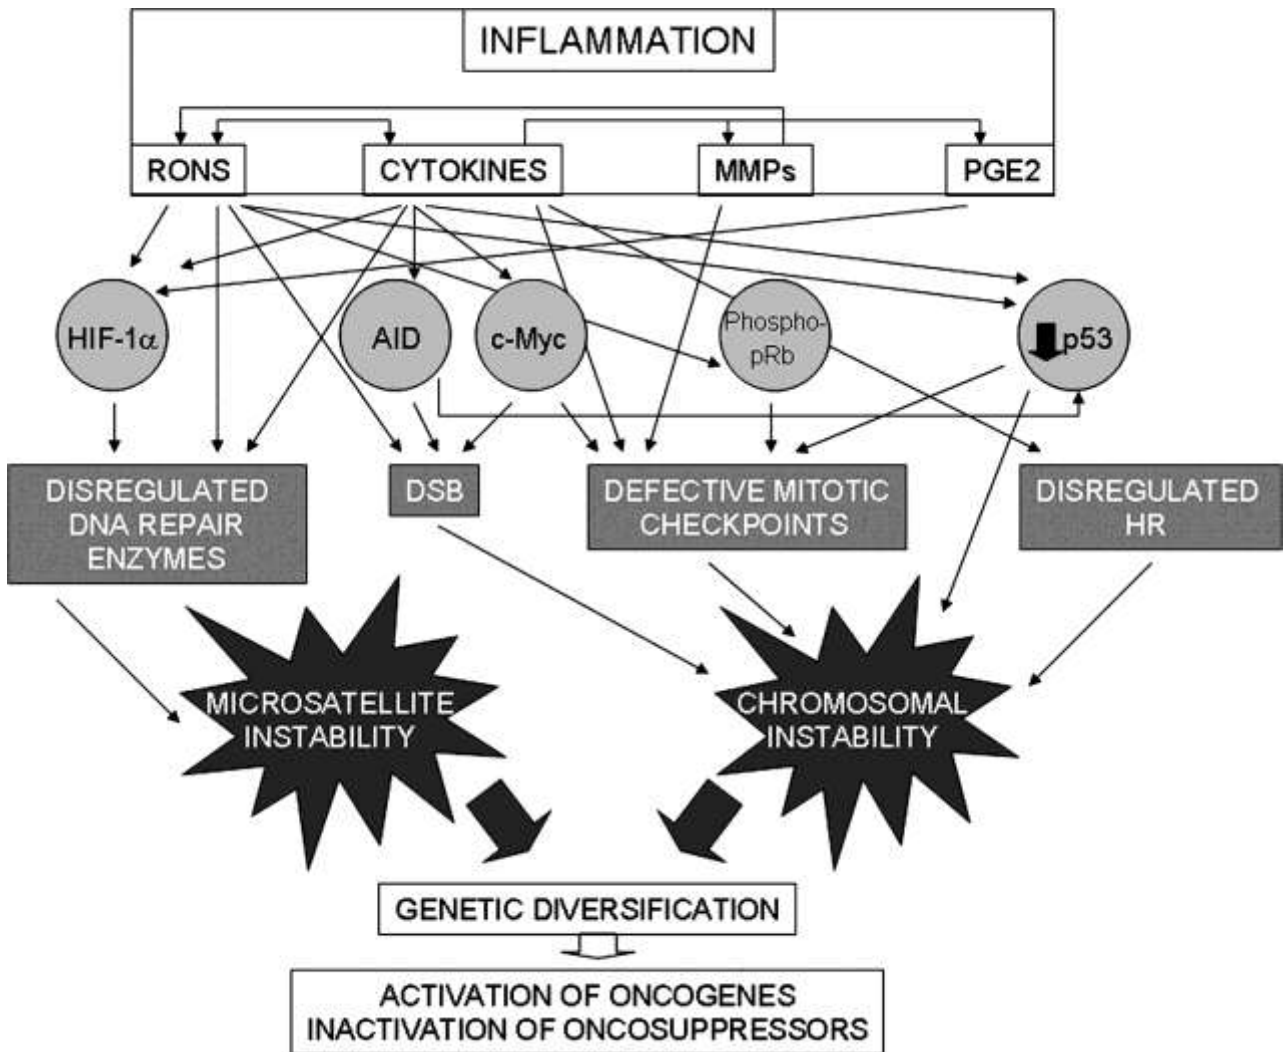 INFLAMMATION
RONS
CYTOKINES
MMPs
PGE2
HIF-1α
AID
c-Myc
Phospho-
pRb
p53
DISREGULATED
DNA REPAIR
ENZYMES
DSB
DEFECTIVE MITOTIC
CHECKPOINTS
DISREGULATED
HR
MICROSATELLITE
INSTABILITY
CHROMOSOMAL
INSTABILITY
GENETIC DIVERSIFICATION
ACTIVATION OF ONCOGENES
INACTIVATION OF ONCOSUPPRESSORS